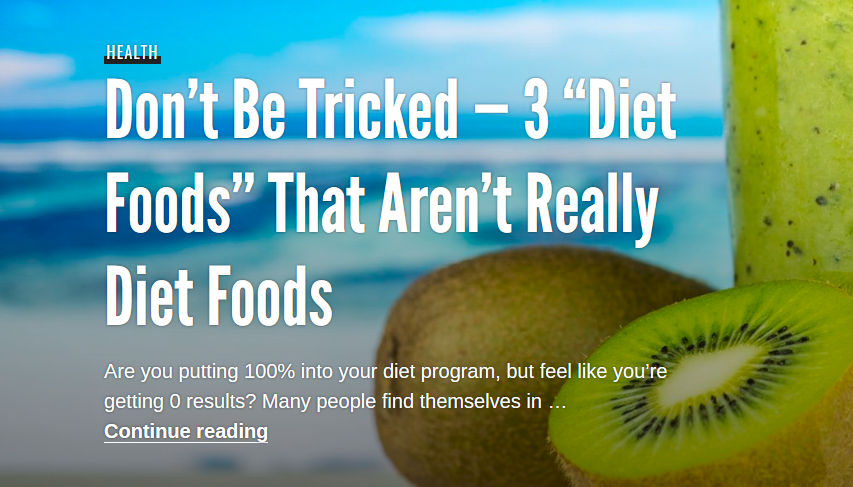 HEALTH
Don’t Be Tricked – 3 “Diet
Foods” That Aren’t Really
Diet Foods
Are you putting 100% into your diet program, but feel like you’re
getting 0 results? Many people find themselves in …
Continue reading